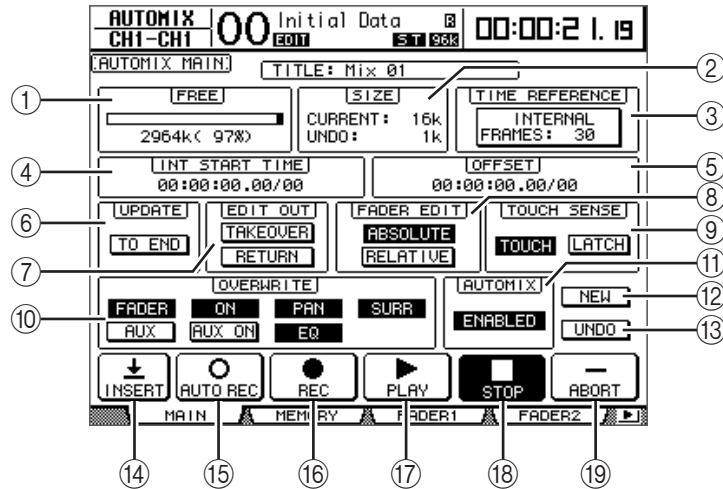 AUTOMIX
CH1-CH1
00
Initial Data
EDIT
ST 96k
00:00:21.19
AUTOMIX MAIN
TITLE: Mix 01
FREE
2964k( 97%)
SIZE
CURRENT: 16k
UNDO: 1k
TIME REFERENCE
INTERNAL
FRAMES: 30
INT START TIME
00:00:00.00/00
OFFSET
00:00:00.00/00
UPDATE
TO END
EDIT OUT
TAKEOVER
RETURN
FADER EDIT
ABSOLUTE
RELATIVE
TOUCH SENSE
TOUCH LATCH
OVERWRITE
FADER ON PAN SURR
AUX AUX ON EQ
AUTOMIX
ENABLED
NEW
UNDO
INSERT AUTO REC REC PLAY STOP ABORT
MAIN MEMORY FADER1 FADER2
① ② ③ ④ ⑤ ⑥ ⑦ ⑧ ⑨ ⑩ ⑪ ⑫ ⑬
⑭ ⑮ ⑯ ⑰ ⑱ ⑲